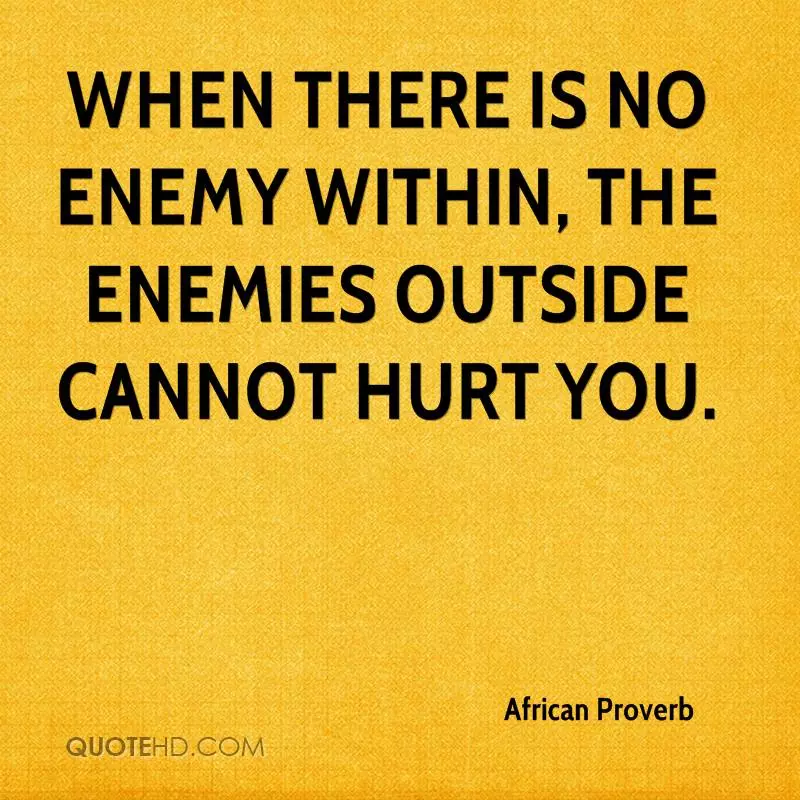 WHEN THERE IS NO
ENEMY WITHIN, THE
ENEMIES OUTSIDE
CANNOT HURT YOU.
African Proverb
QUOTEHD.COM